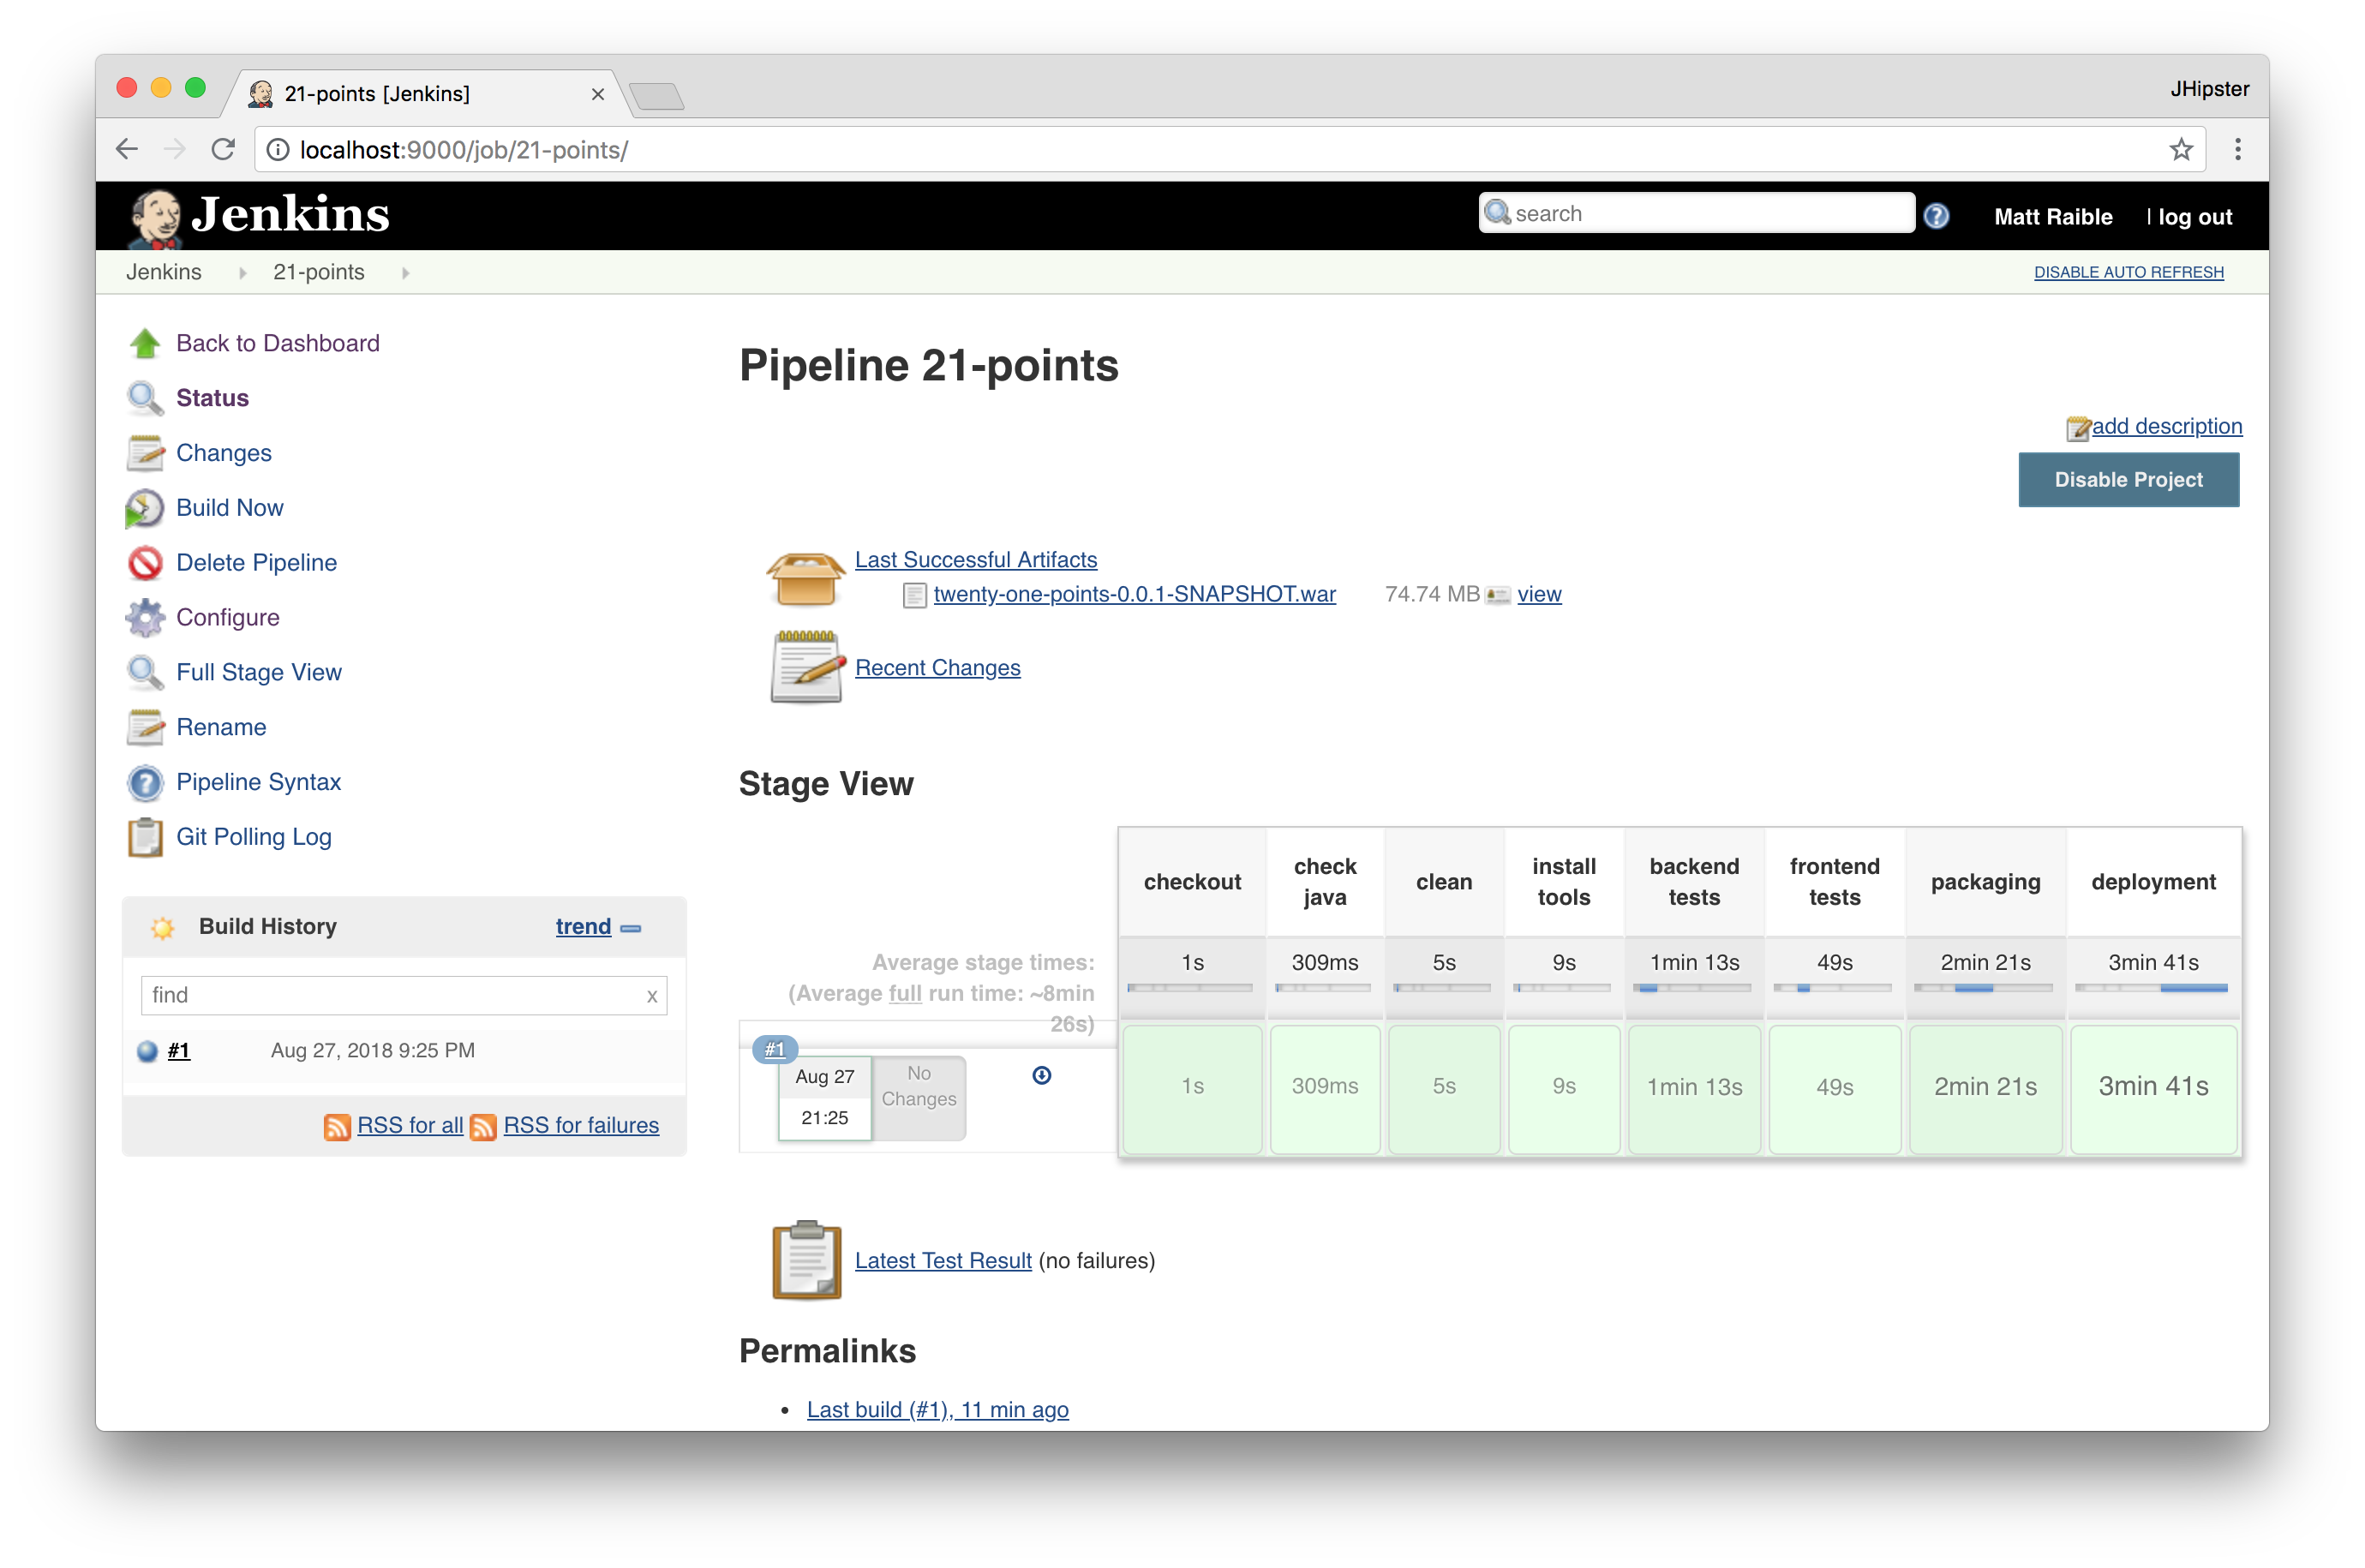 21-points [Jenkins]
JHipster
localhost:9000/job/21-points/
Jenkins
search
Matt Raible
| log out
Jenkins
21-points
DISABLE AUTO REFRESH
Back to Dashboard
Status
Changes
Build Now
Delete Pipeline
Configure
Full Stage View
Rename
Pipeline Syntax
Git Polling Log
Build History
trend
find
x
#1
Aug 27, 2018 9:25 PM
RSS for all
RSS for failures
Pipeline 21-points
add description
Disable Project
Last Successful Artifacts
twenty-one-points-0.0.1-SNAPSHOT.war 74.74 MB view
Recent Changes
Stage View
checkout
check
java
clean
install
tools
backend
tests
frontend
tests
packaging
deployment
Average stage times:
(Average full run time: ~8min
26s)
1s
309ms
5s
9s
1min 13s
49s
2min 21s
3min 41s
#1
Aug 27
21:25
No
Changes
1s
309ms
5s
9s
1min 13s
49s
2min 21s
3min 41s
Latest Test Result (no failures)
Permalinks
Last build (#1), 11 min ago